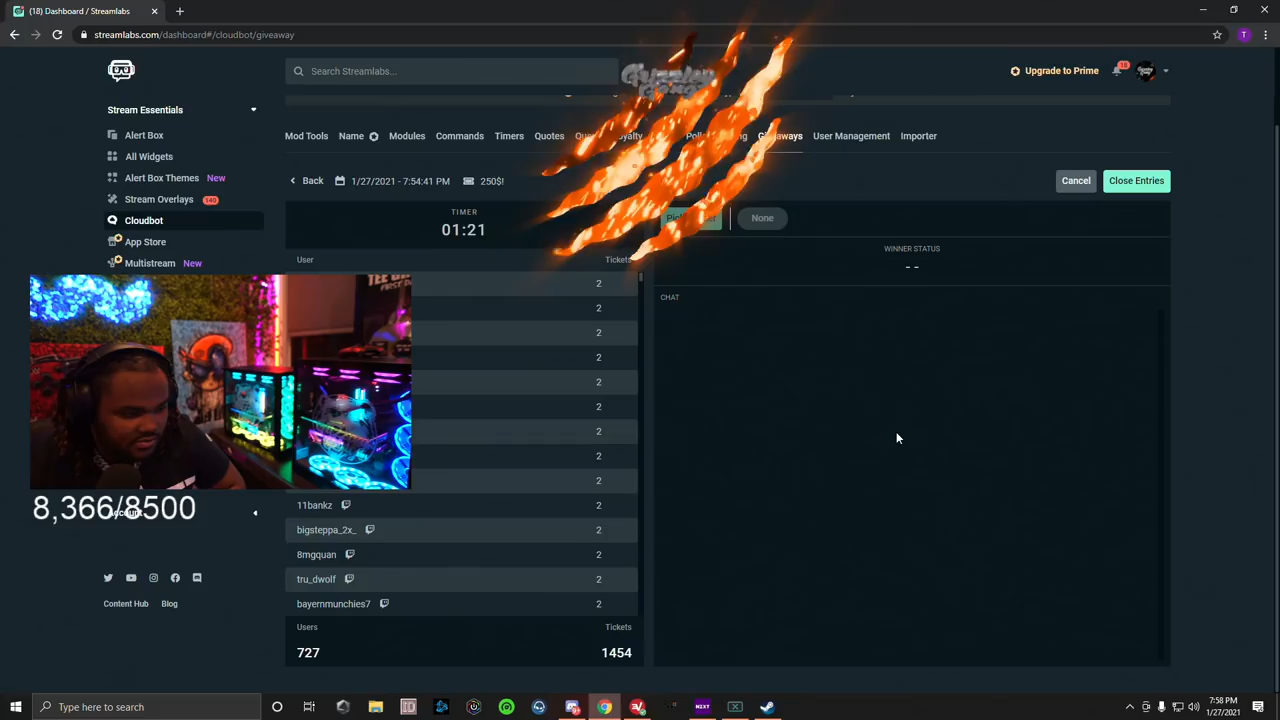 (18) Dashboard / Streamlabs
streamlabs.com/dashboard#/cloudbot/giveaway
T
Search Streamlabs...
Upgrade to Prime
18
Stream Essentials
Alert Box
All Widgets
Alert Box Themes New
Stream Overlays 140
Cloudbot
App Store
Multistream New
Mod Tools Name Modules Commands Timers Quotes Giveaways User Management Importer
Back 1/27/2021 - 7:54:41 PM 250$!
Cancel Close Entries
TIMER
01:21
None
User Tickets
WINNER STATUS
--
CHAT
2
2
2
2
2
2
2
2
2
11bankz 2
bigsteppa_2x_ 2
8mgquan 2
tru_dwolf 2
bayernmunchies7 2
Users Tickets
727 1454
8,366/8500
Account
Content Hub Blog
Type here to search
NZXT
7:58 PM
1/27/2021